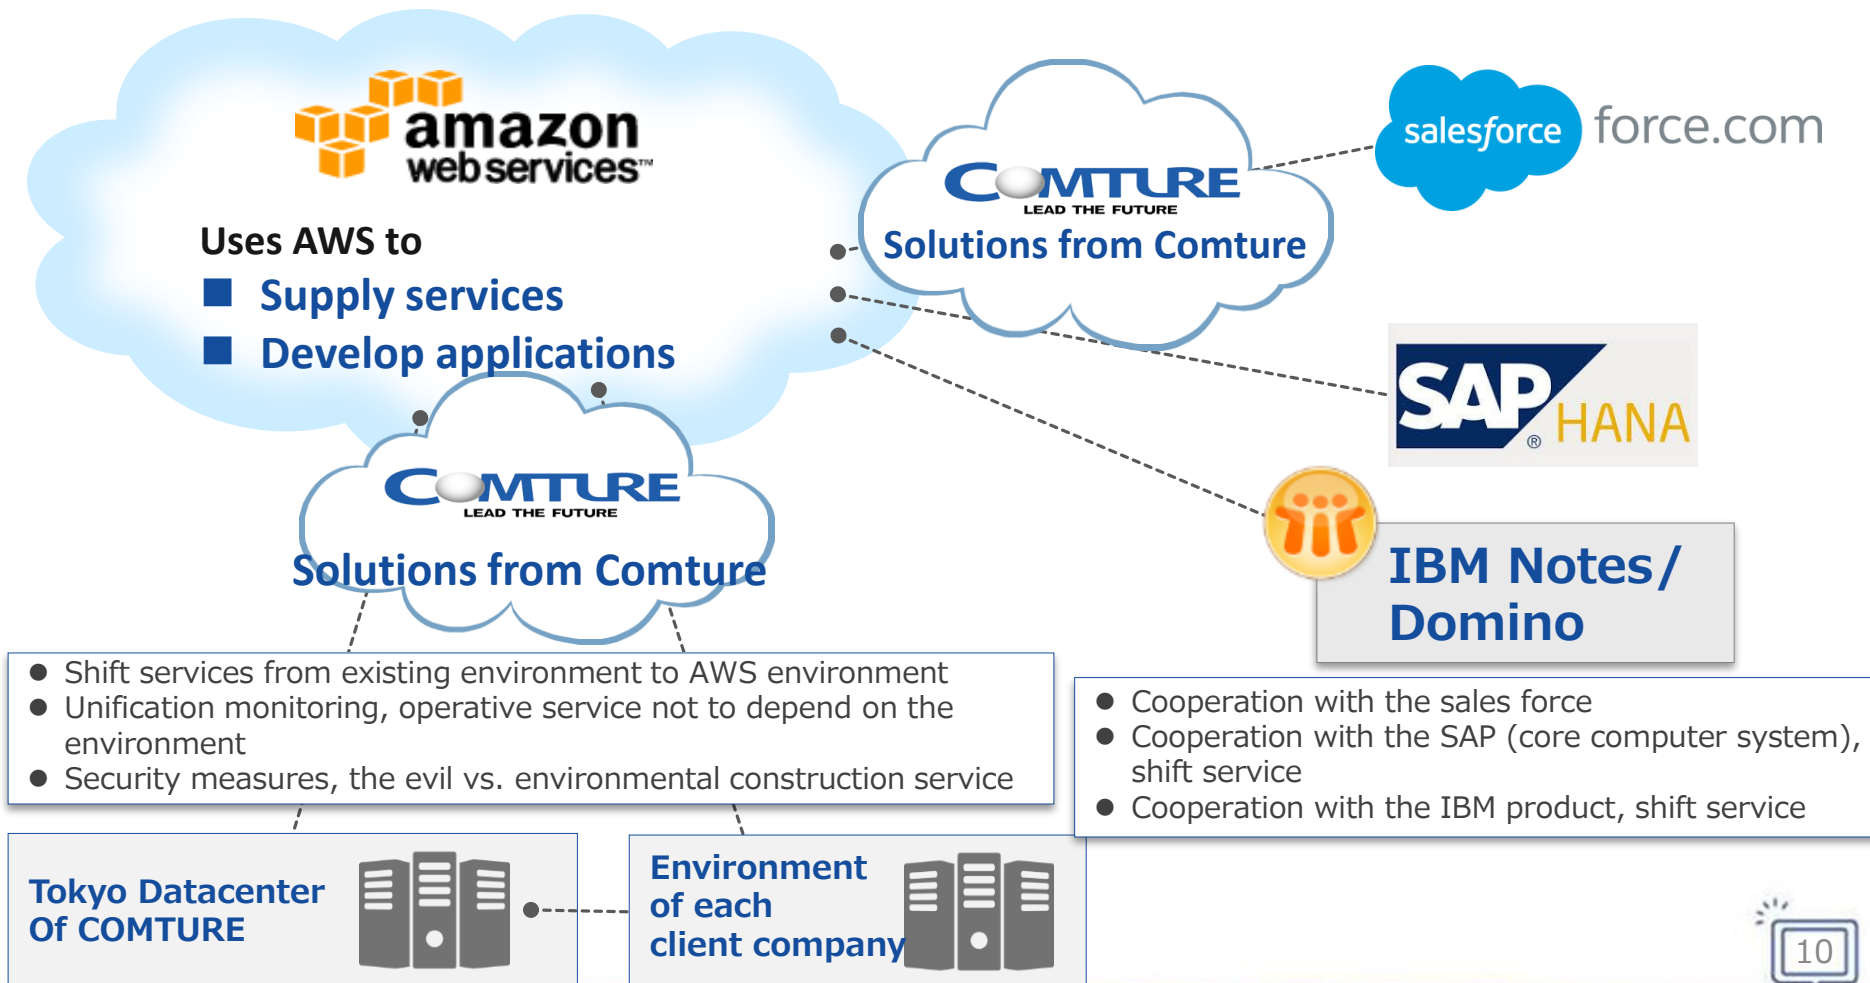 amazon
web services™
Uses AWS to
■ Supply services
■ Develop applications
COMTURE
LEAD THE FUTURE
Solutions from Comture
salesforce
force.com
SAP®
HANA
IBM Notes/
Domino
COMTURE
LEAD THE FUTURE
Solutions from Comture
● Shift services from existing environment to AWS environment
● Unification monitoring, operative service not to depend on the
environment
● Security measures, the evil vs. environmental construction service
● Cooperation with the sales force
● Cooperation with the SAP (core computer system),
shift service
● Cooperation with the IBM product, shift service
Tokyo Datacenter
Of COMTURE
Environment
of each
client company
10